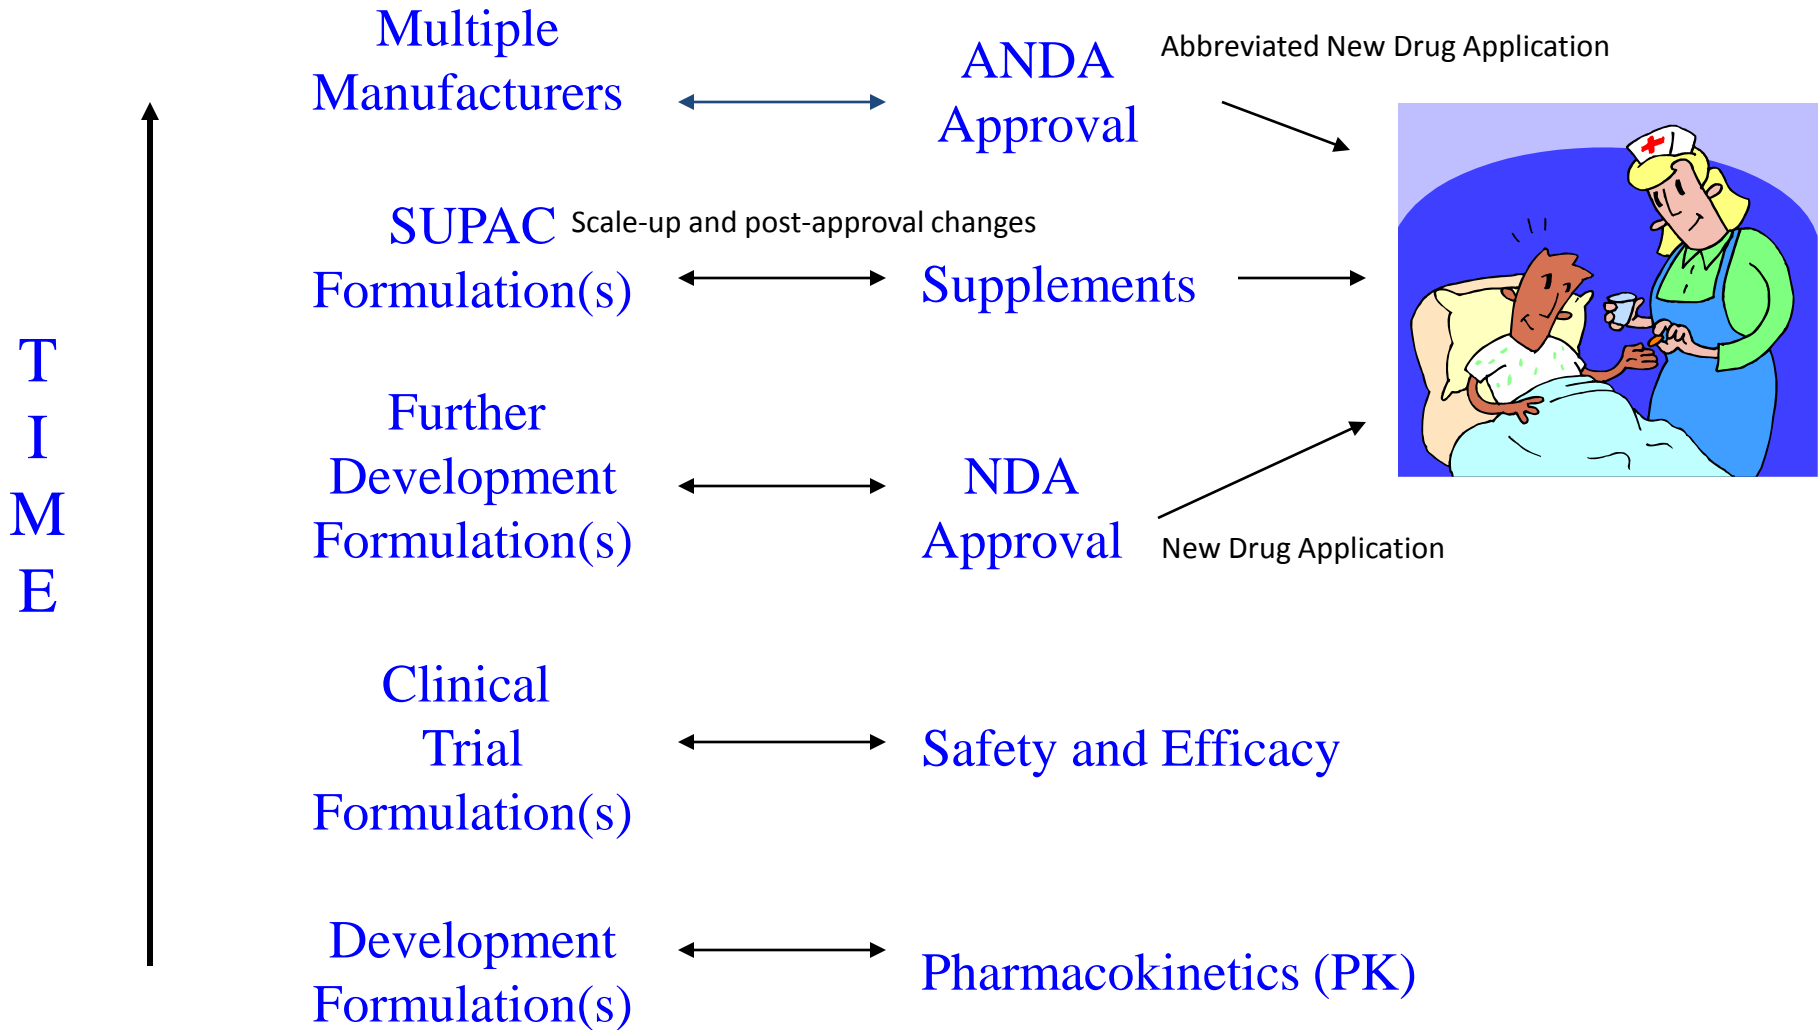 Multiple
Manufacturers
ANDA
Approval
Abbreviated New Drug Application
SUPAC
Formulation(s)
Scale-up and post-approval changes
Supplements
T
I
M
E
Further
Development
Formulation(s)
NDA
Approval
New Drug Application
Clinical
Trial
Formulation(s)
Safety and Efficacy
Development
Formulation(s)
Pharmacokinetics (PK)